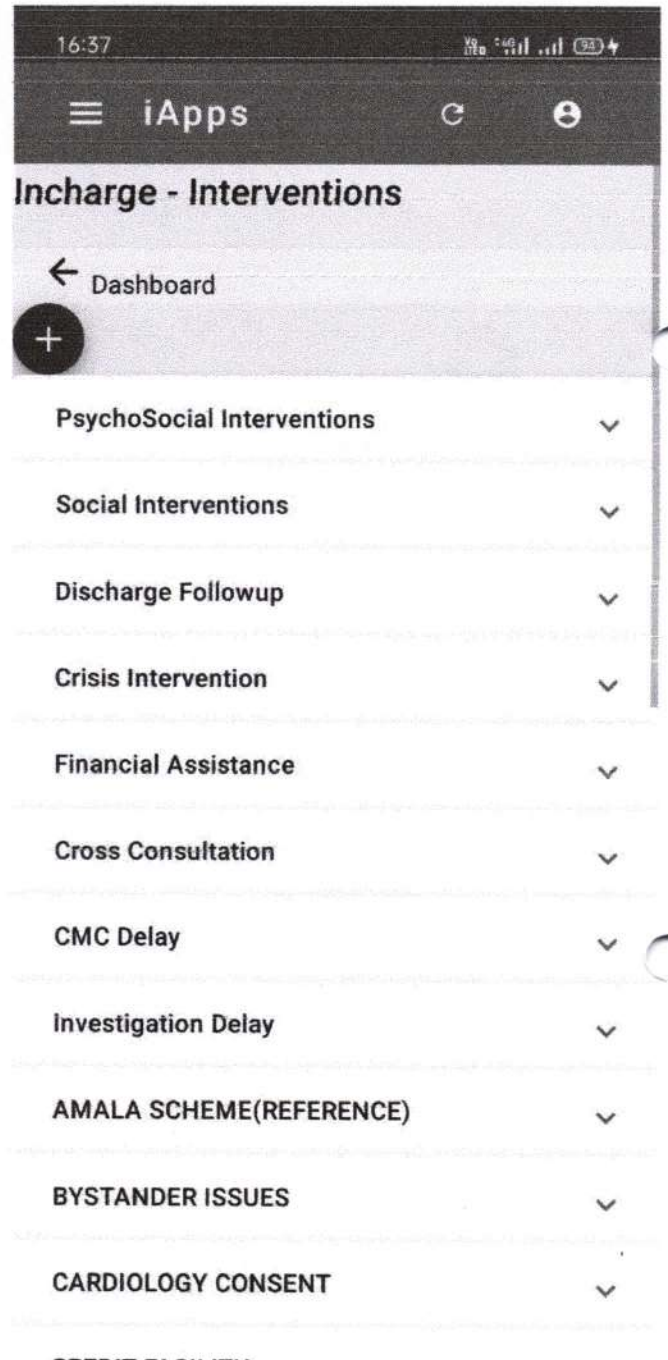 16:37
94
iApps
Incharge - Interventions
Dashboard
PsychoSocial Interventions
Social Interventions
Discharge Followup
Crisis Intervention
Financial Assistance
Cross Consultation
CMC Delay
Investigation Delay
AMALA SCHEME(REFERENCE)
BYSTANDER ISSUES
CARDIOLOGY CONSENT